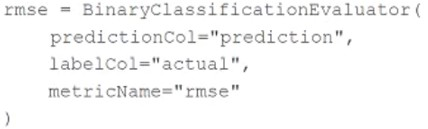 rmse = BinaryClassificationEvaluator(
    predictionCol="prediction",
    labelCol="actual",
    metricName="rmse"
)